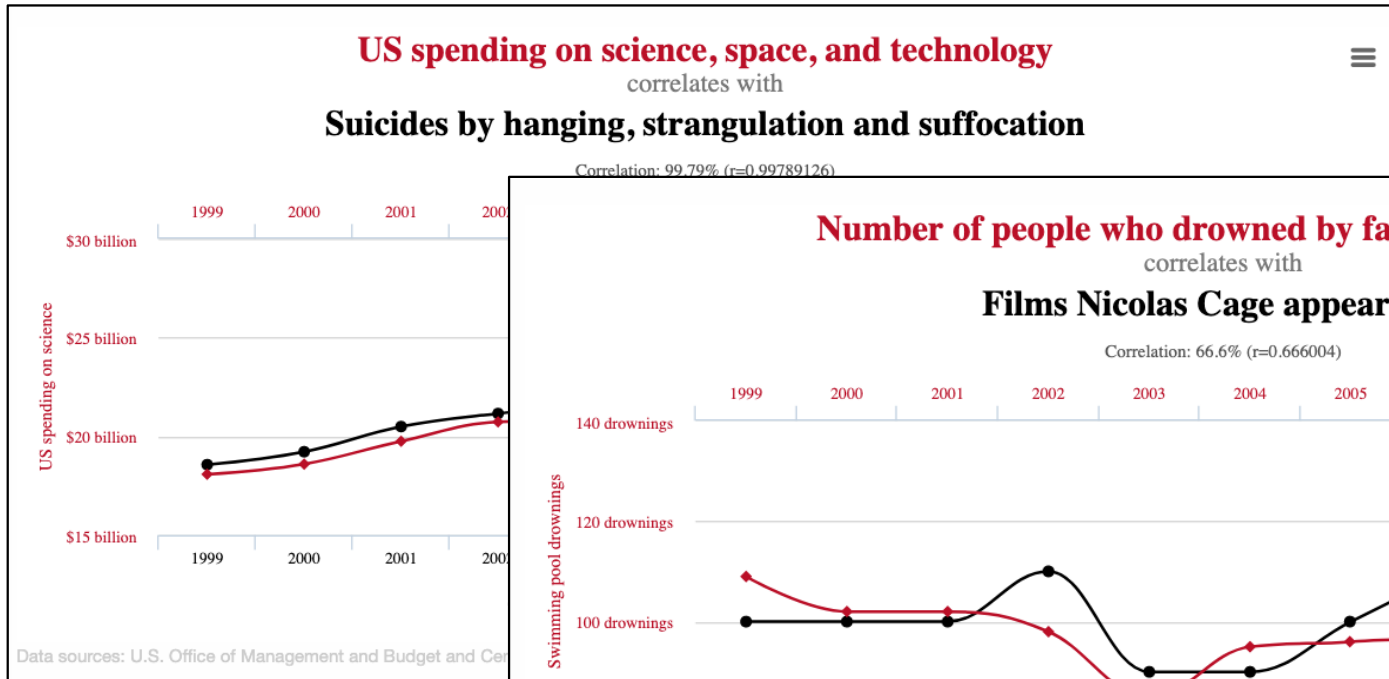 US spending on science, space, and technology
correlates with
Suicides by hanging, strangulation and suffocation
Correlation: 99.79% (r=0.99789126)
1999 2000 2001
$30 billion
$25 billion
$20 billion
$15 billion
US spending on science
1999 2000 2001
Data sources: U.S. Office of Management and Budget and
Number of people who drowned by
correlates with
Films Nicolas Cage
Correlation: 66.6% (r=0.666004)
1999 2000 2001 2002 2003 2004 2005
140 drownings
120 drownings
100 drownings
Swimming pool drownings